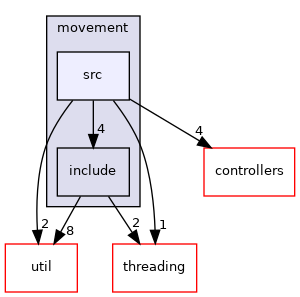 movement
src
4
4
include
controllers
2
8
2
1
util
threading